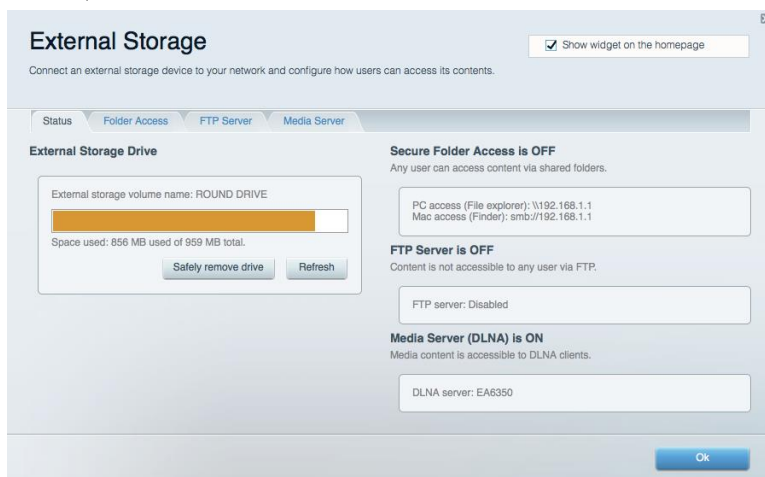 External Storage
Show widget on the homepage
Connect an external storage device to your network and configure how users can access its contents.
Status
Folder Access
FTP Server
Media Server
External Storage Drive
External storage volume name: ROUND DRIVE
Space used: 856 MB used of 959 MB total.
Safely remove drive
Refresh
Secure Folder Access is OFF
Any user can access content via shared folders.
PC access (File explorer): \\192.168.1.1
Mac access (Finder): smb://192.168.1.1
FTP Server is OFF
Content is not accessible to any user via FTP.
FTP server: Disabled
Media Server (DLNA) is ON
Media content is accessible to DLNA clients.
DLNA server: EA6350
Ok